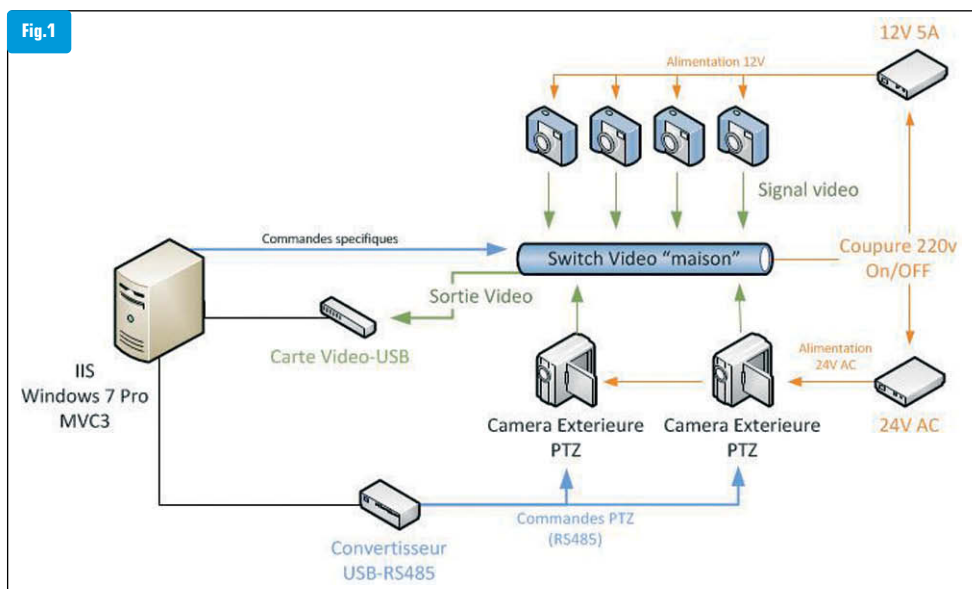 Fig.1
12V 5A
Alimentation 12V
Signal video
Commandes specifiques
Switch Video "maison"
Coupure 220v
On/OFF
Sortie Video
Carte Video-USB
Alimentation
24V AC
IIS
Windows 7 Pro
MVC3
24V AC
Camera Exterieure
PTZ
Camera Exterieure
PTZ
Commandes PTZ
(RS485)
Convertisseur
USB-RS485